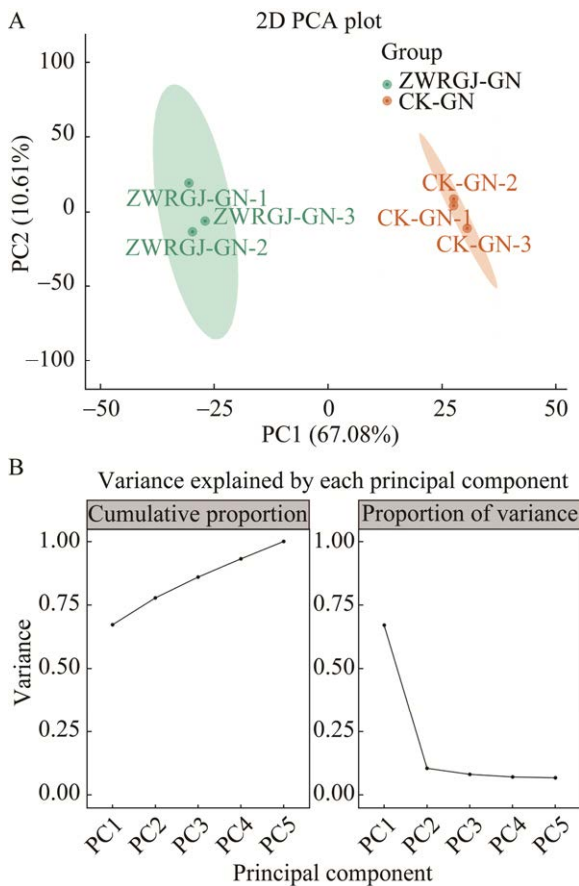 A
2D PCA plot
Group
ZWRGJ-GN
CK-GN
PC2 (10.61%)
100
50
0
−50
−100
ZWRGJ-GN-1
ZWRGJ-GN-3
ZWRGJ-GN-2
CK-GN-2
CK-GN-1
CK-GN-3
−50 −25 0 25 50
PC1 (67.08%)
B
Variance explained by each principal component
Cumulative proportion
Proportion of variance
Variance
1.00
0.75
0.50
0.25
0.00
1.00
0.75
0.50
0.25
0.00
PC1 PC2 PC3 PC4 PC5
PC1 PC2 PC3 PC4 PC5
Principal component